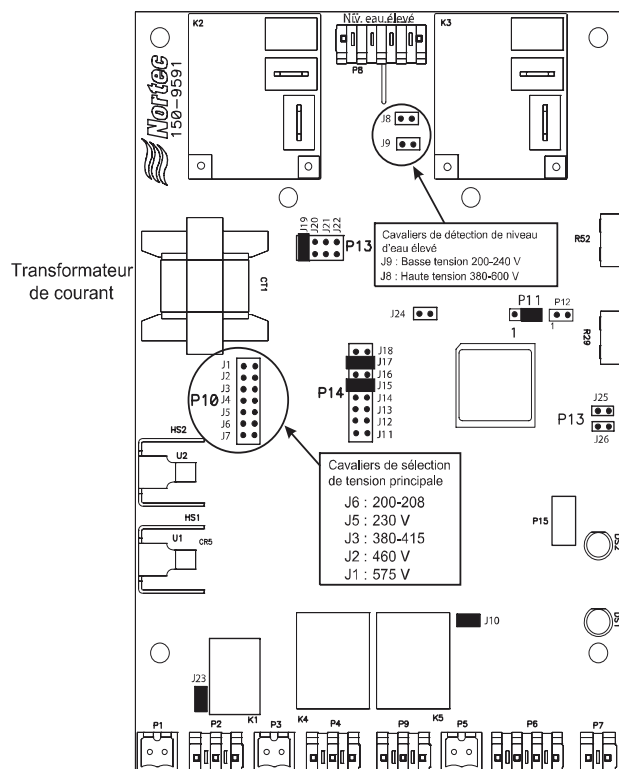 K2
Niv. eau élevé
K3
P8
Nortec
150-9591
J8
J9
J19
J20
J21
J22
P13
Cavaliers de détection de niveau
d'eau élevé
J9 : Basse tension 200-240 V
J8 : Haute tension 380-600 V
R52
Transformateur
de courant
CT1
J24
P11
P12
1
1
R29
J1
J2
J3
J4
J5
J6
J7
P10
J18
J17
J16
J15
J14
J13
J12
J11
P14
J25
P13
J26
HS2
U2
Cavaliers de sélection
de tension principale
J6 : 200-208
J5 : 230 V
J3 : 380-415
J2 : 460 V
J1 : 575 V
HS1
U1
CR5
P15
DS2
DS1
J10
J23
K1
K4
K5
P1
P2
P3
P4
P9
P5
P6
P7